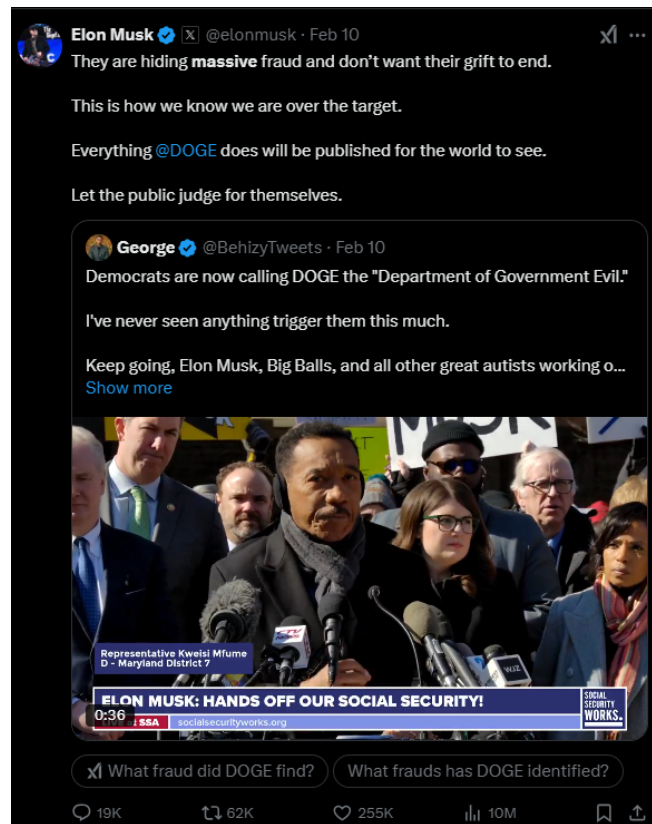 Elon Musk @elonmusk · Feb 10
They are hiding massive fraud and don't want their grift to end.
This is how we know we are over the target.
Everything @DOGE does will be published for the world to see.
Let the public judge for themselves.
George @BehizyTweets · Feb 10
Democrats are now calling DOGE the "Department of Government Evil."
I've never seen anything trigger them this much.
Keep going, Elon Musk, Big Balls, and all other great autists working o...
Show more
Representative Kweisi Mfume
D - Maryland District 7
ELON MUSK: HANDS OFF OUR SOCIAL SECURITY!
SOCIAL
SECURITY
WORKS.
0:36
SSA
socialsecurityworks.org
WJZ
What fraud did DOGE find?
What frauds has DOGE identified?
19K
62K
255K
10M